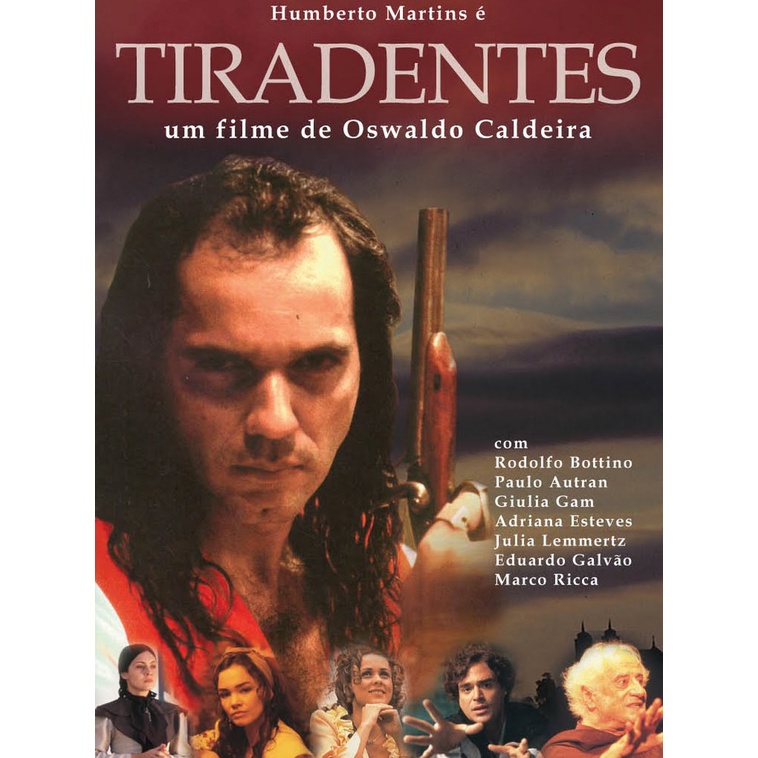 Humberto Martins é
TIRADENTES
um filme de Oswaldo Caldeira
com
Rodolfo Bottino
Paulo Autran
Giulia Gam
Adriana Esteves
Julia Lemmertz
Eduardo Galvão
Marco Ricca